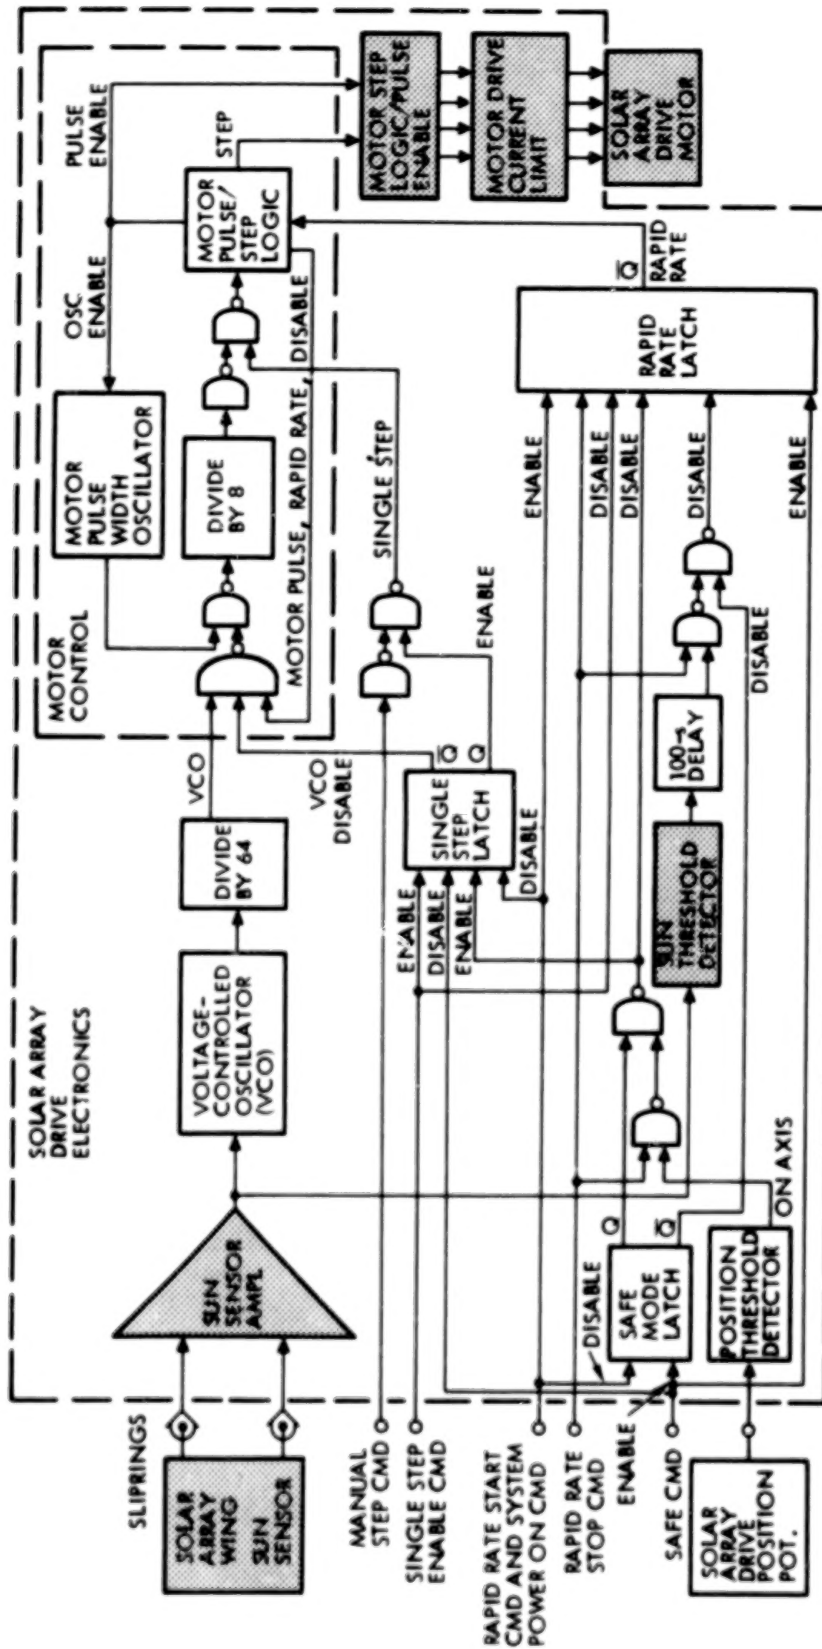 SOLAR ARRAY
DRIVE
ELECTRONICS
SLIPRINGS
SOLAR
ARRAY
WING
SUN
SENSOR
SUN
SENSOR
AMPL
VOLTAGE-
CONTROLLED
OSCILLATOR
(VCO)
DIVIDE
BY 64
VCO
VCO
DISABLE
MOTOR
CONTROL
MOTOR
PULSE
WIDTH
OSCILLATOR
OSC
ENABLE
PULSE
ENABLE
DIVIDE
BY 8
MOTOR
PULSE/
STEP
LOGIC
STEP
MOTOR PULSE, RAPID RATE, DISABLE
MOTOR STEP
LOGIC/PULSE
ENABLE
MOTOR DRIVE
CURRENT
LIMIT
SOLAR
ARRAY
DRIVE
MOTOR
MANUAL
STEP CMD
SINGLE STEP
ENABLE CMD
SINGLE STEP
ENABLE
DISABLE
ENABLE
SINGLE
STEP
LATCH
Q̅
Q
ENABLE
DISABLE
RAPID RATE START
CMD AND SYSTEM
POWER ON CMD
RAPID RATE
STOP CMD
ENABLE
SAFE CMD
DISABLE
SAFE
MODE
LATCH
Q
Q̅
SOLAR
ARRAY
DRIVE
POSITION
POT.
POSITION
THRESHOLD
DETECTOR
ON AXIS
SUN
THRESHOLD
DETECTOR
100-s
DELAY
DISABLE
ENABLE
DISABLE
DISABLE
DISABLE
DISABLE
ENABLE
RAPID
RATE
LATCH
Q̅
RAPID
RATE